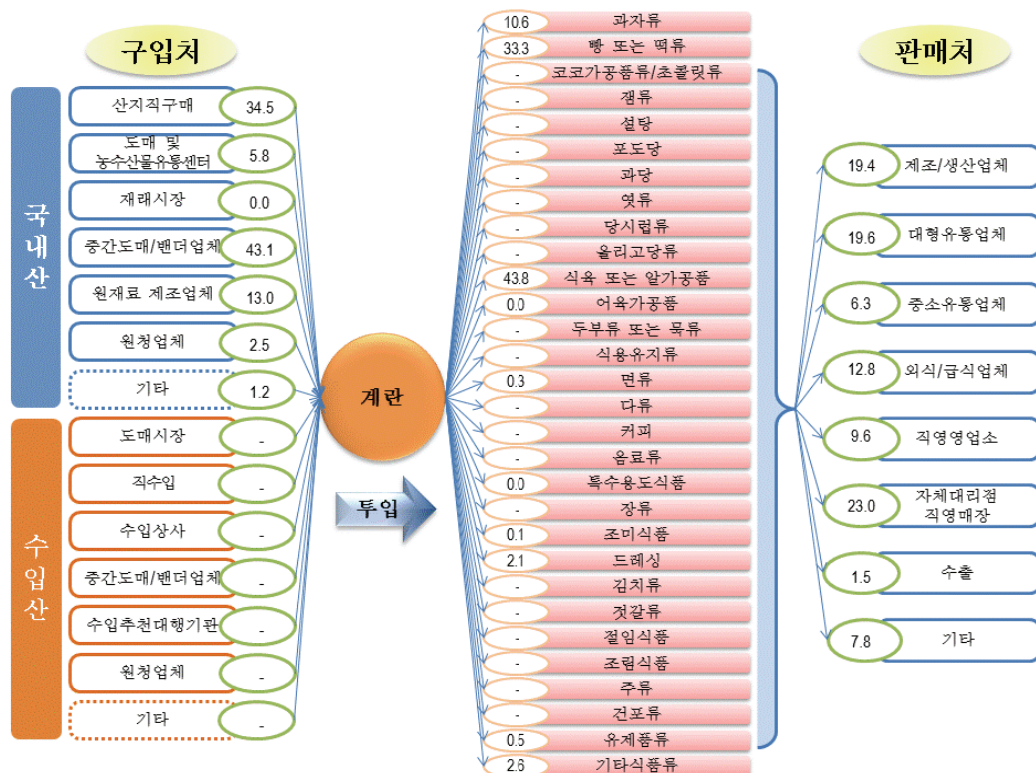 구입처
국내산
산지직구매 34.5
도매 및
농수산물유통센터 5.8
재래시장 0.0
중간도매/밴더업체 43.1
원재료 제조업체 13.0
원청업체 2.5
기타 1.2
수입산
도매시장 -
직수입 -
수입상사 -
중간도매/밴더업체 -
수입추천대행기관 -
원청업체 -
기타 -
계란
투입
10.6 과자류
33.3 빵 또는 떡류
- 코코가공품류/초콜릿류
- 잼류
- 설탕
- 포도당
- 과당
- 엿류
- 당시럽류
- 올리고당류
43.8 식육 또는 알가공품
0.0 어육가공품
- 두부류 또는 묵류
- 식용유지류
0.3 면류
- 다류
- 커피
- 음료류
0.0 특수용도식품
- 장류
0.1 조미식품
2.1 드레싱
- 김치류
- 젓갈류
- 절임식품
- 조림식품
- 주류
- 건포류
0.5 유제품류
2.6 기타식품류
판매처
19.4 제조/생산업체
19.6 대형유통업체
6.3 중소유통업체
12.8 외식/급식업체
9.6 직영영업소
23.0 자체대리점
직영매장
1.5 수출
7.8 기타